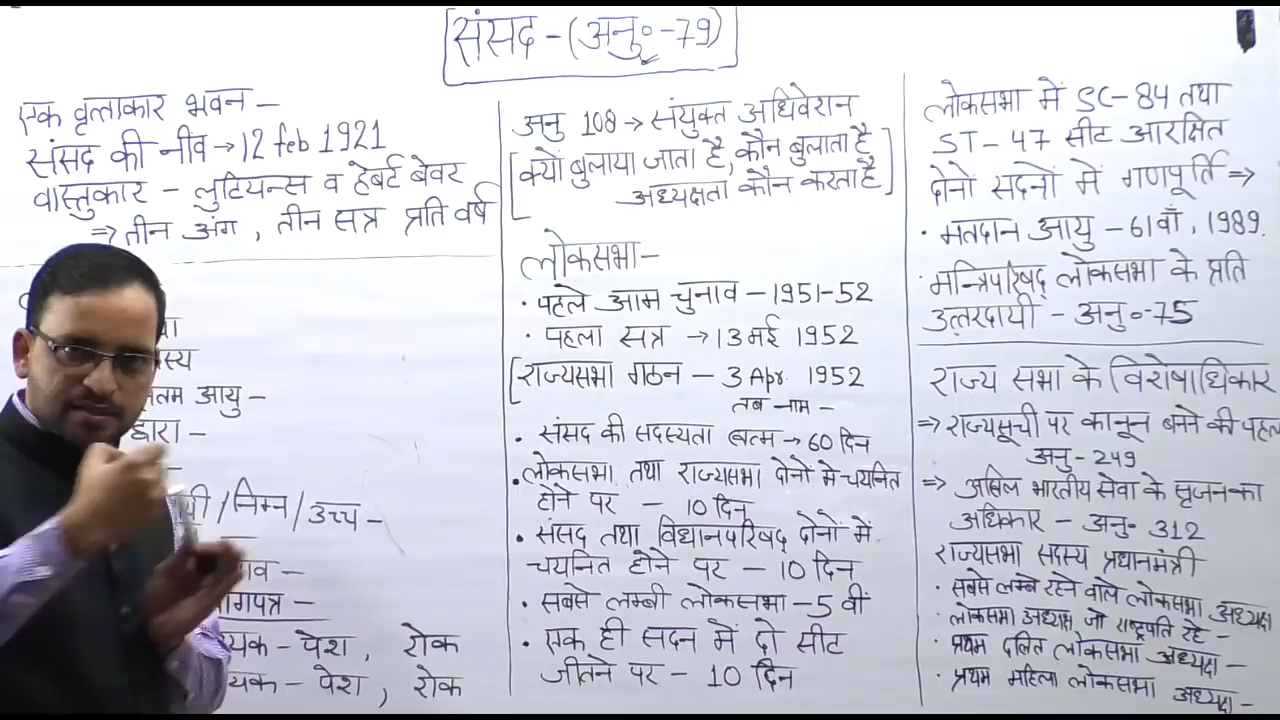 संसद - (अनु०-79)
एक वृत्ताकार भवन -
संसद की नींव → 12 feb 1921
वास्तुकार - लुटियन्स व हेबर्ट बेवर
⇒ तीन अंग, तीन सत्र प्रति वर्ष
आयु -
द्वारा -
/निम्न/उच्च -
पेश, रोक
पेश, रोक
अनु 108 → संयुक्त अधिवेशन
[क्यों बुलाया जाता है, कौन बुलाता है
अध्यक्षता कौन करता है]
लोकसभा -
· पहले आम चुनाव - 1951-52
· पहला सत्र → 13 मई 1952
[राज्यसभा गठन - 3 Apr. 1952
तब नाम -
· संसद की सदस्यता खत्म → 60 दिन
· लोकसभा तथा राज्यसभा दोनो मे चयनित
होने पर - 10 दिन
· संसद तथा विधानपरिषद् दोनों में
चयनित होने पर - 10 दिन
· सबसे लम्बी लोकसभा - 5 वीं
· एक ही सदन में दो सीट
जीतने पर - 10 दिन
लोकसभा में SC - 84 तथा
ST - 47 सीट आरक्षित
दोनों सदनों में गणपूर्ति ⇒
· मतदान आयु - 61वाँ, 1989.
· मन्त्रिपरिषद् लोकसभा के प्रति
उत्तरदायी - अनु०-75
राज्य सभा के विशेषाधिकार
⇒ राज्यसूची पर कानून बनने की पहल
अनु - 249
⇒ अखिल भारतीय सेवा के सृजन का
अधिकार - अनु० 312
राज्यसभा सदस्य प्रधानमंत्री
· सबसे लम्बे रहने वाले लोकसभा अध्यक्ष
· लोकसभा अध्यक्ष जो राष्ट्रपति रहे -
· प्रथम दलित लोकसभा अध्यक्ष -
· प्रथम महिला लोकसभा अध्यक्ष -